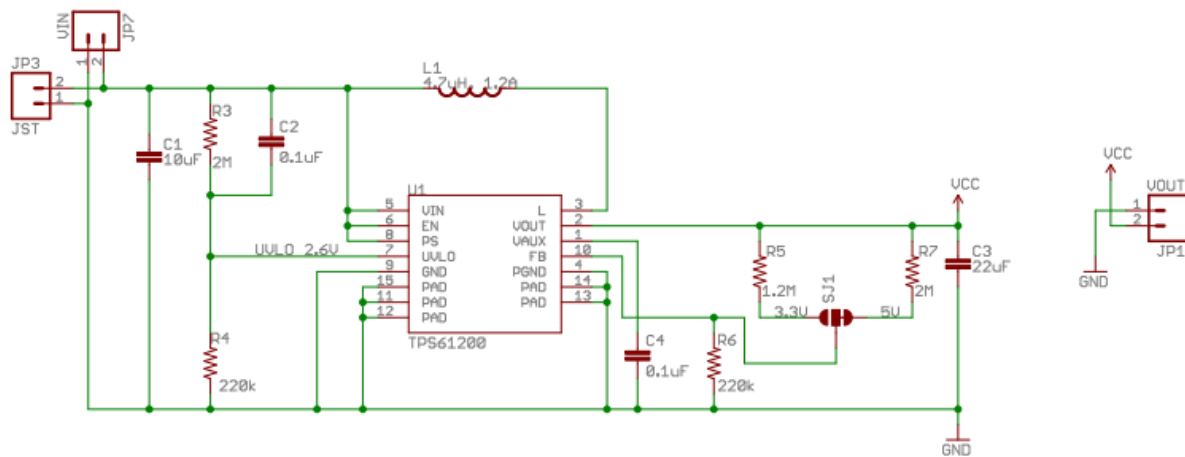 VIN
JP7
1
2
JP3
2
1
JST
L1
4.7uH, 1.2A
R3
2M
C1
10uF
C2
0.1uF
UVLO 2.6V
R4
220k
U1
5 VIN L 3
6 EN VOUT 2
8 PS VAUX 1
7 UVLO FB 10
9 GND PGND 4
15 PAD PAD 14
11 PAD PAD 13
12 PAD
TPS61200
C4
0.1uF
R6
220k
R5
1.2M
3.3V
SJ1
5V
R7
2M
VCC
C3
22uF
GND
VCC
VOUT
1
2
JP1
GND